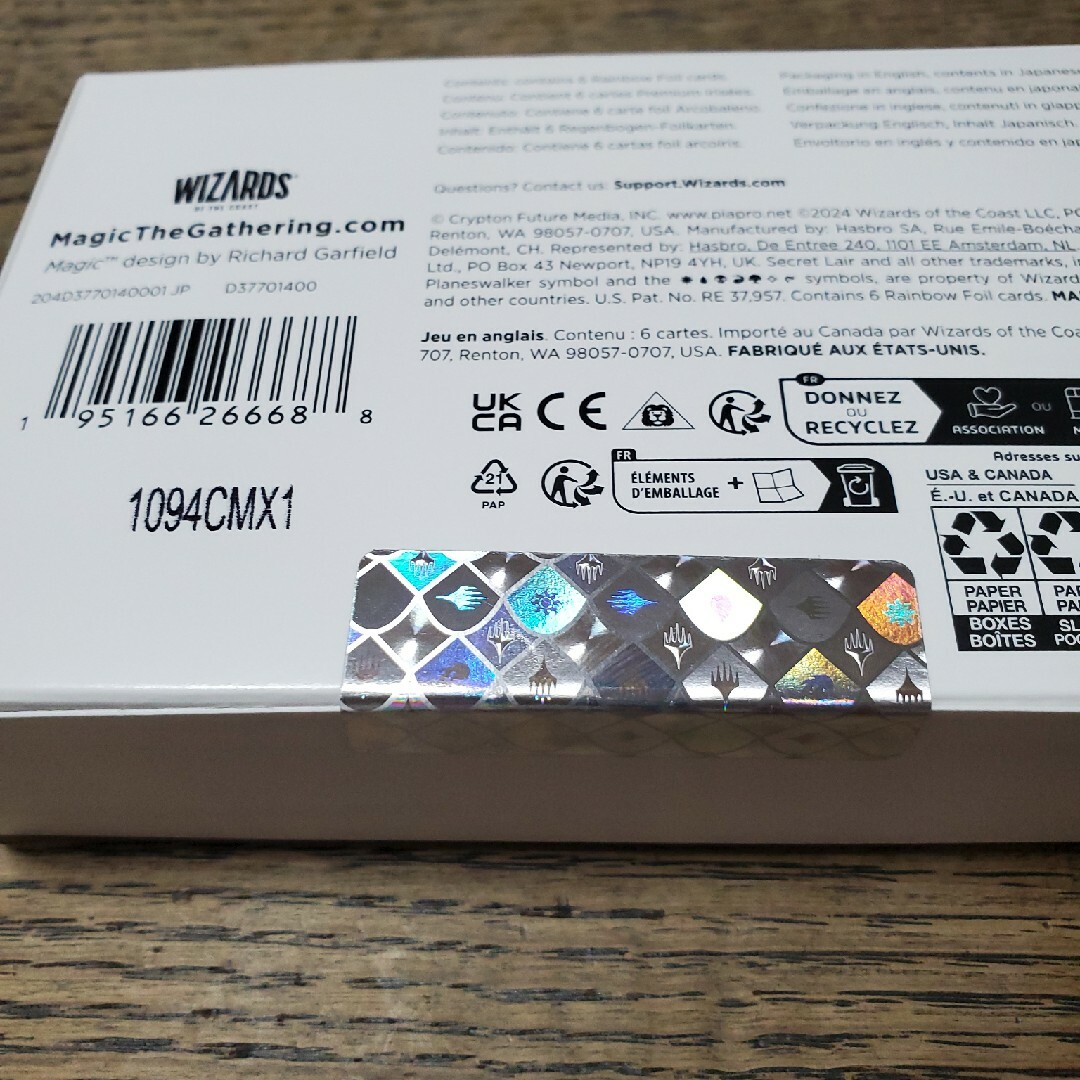 Contents: contains 6 Rainbow Foil cards.
Contenu: Contient 6 cartes Premium irisées.
Contenuto: Contiene 6 carte foil Arcobaleno.
Inhalt: Enthält 6 Regenbogen-Foilkarten.
Contenido: Contiene 6 cartas foil arcoíris.
Packaging in English, contents in Japanese
Emballage en anglais, contenu en japona
Confezione in inglese, contenuti in giapp
Verpackung Englisch, Inhalt Japanisch.
Envoltorio en inglés y contenido en jap
WIZARDS
OF THE COAST
MagicTheGathering.com
Magic™ design by Richard Garfield
204D3770140001 JP D37701400
1 95166 26668 8
1094CMX1
Questions? Contact us: Support.Wizards.com
© Crypton Future Media, INC. www.piapro.net ©2024 Wizards of the Coast LLC, PO
Renton, WA 98057-0707, USA. Manufactured by: Hasbro SA, Rue Emile-Boécha
Delémont, CH. Represented by: Hasbro, De Entree 240, 1101 EE Amsterdam, NL
Ltd., PO Box 43 Newport, NP19 4YH, UK. Secret Lair and all other trademarks, i
Planeswalker symbol and the symbols, are property of Wizard
and other countries. U.S. Pat. No. RE 37,957. Contains 6 Rainbow Foil cards. MA
Jeu en anglais. Contenu : 6 cartes. Importé au Canada par Wizards of the Coa
707, Renton, WA 98057-0707, USA. FABRIQUÉ AUX ÉTATS-UNIS.
UK
CA
CE
FR
DONNEZ
OU
RECYCLEZ
ASSOCIATION
OU
M
Adresses su
21
PAP
FR
ÉLÉMENTS
D'EMBALLAGE
+
USA & CANADA
É.-U. et CANADA
PAPER
PAPIER
BOXES
BOÎTES
PA
PA
SL
PO